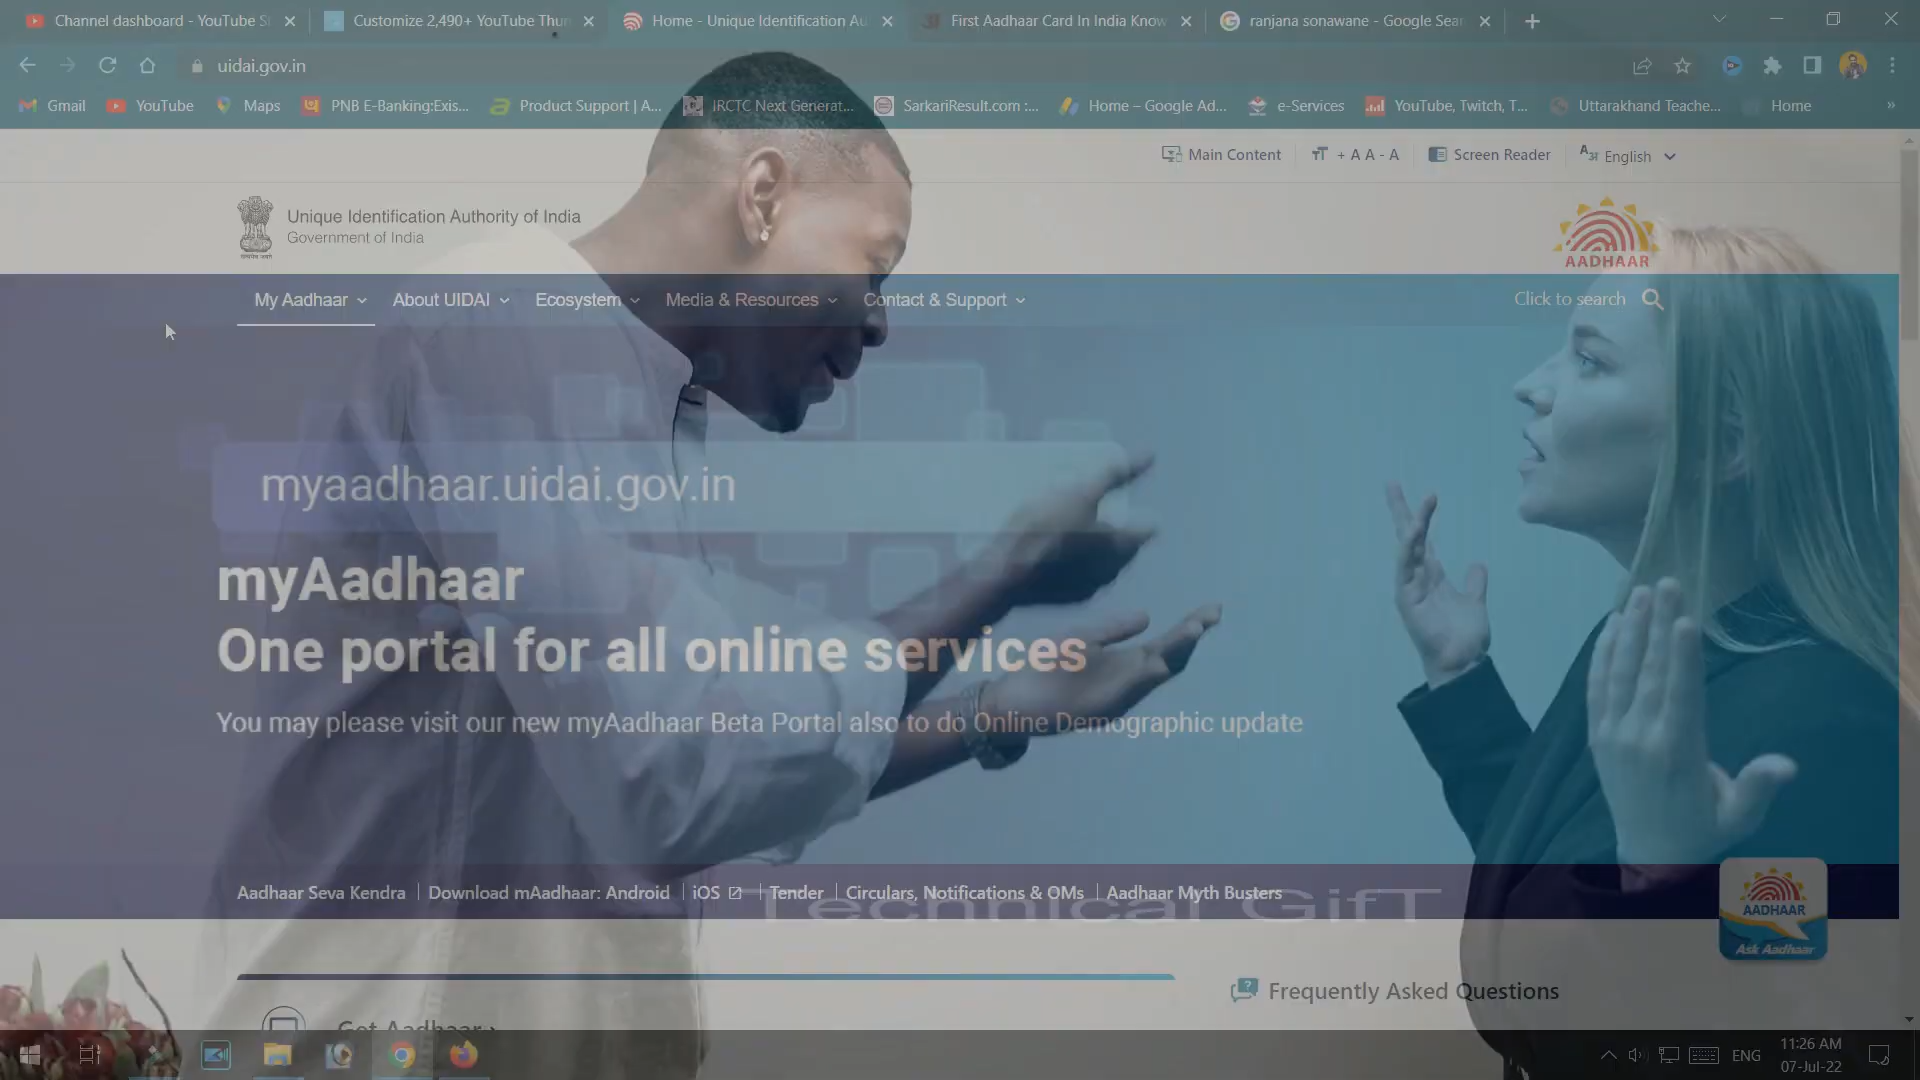 Channel dashboard - YouTube S
Customize 2,490+ YouTube Thu
Home - Unique Identification Au
First Aadhaar Card In India Know
ranjana sonawane - Google Sea
uidai.gov.in
Gmail
YouTube
Maps
PNB E-Banking:Exis...
Product Support | A...
IRCTC Next Generat...
SarkariResult.com :...
Home – Google Ad...
e-Services
YouTube, Twitch, T...
Uttarakhand Teache...
Home
»
Main Content
+ A A - A
Screen Reader
English
Unique Identification Authority of India
Government of India
AADHAAR
My Aadhaar
About UIDAI
Ecosystem
Media & Resources
Contact & Support
Click to search
myaadhaar.uidai.gov.in
myAadhaar
One portal for all online services
You may please visit our new myAadhaar Beta Portal also to do Online Demographic update
Aadhaar Seva Kendra
Download mAadhaar: Android
iOS
Tender
Circulars, Notifications & OMs
Aadhaar Myth Busters
Technical GifT
AADHAAR
Ask Aadhaar
Frequently Asked Questions
Get Aadhaar
ENG
11:26 AM
07-Jul-22